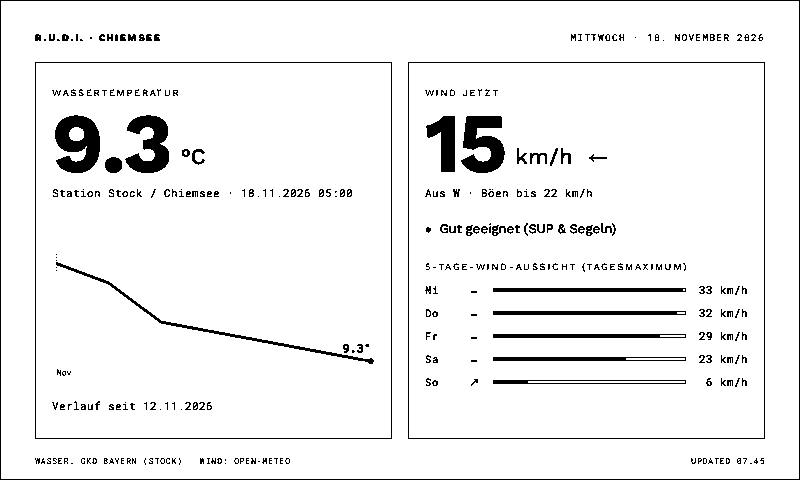 R.U.D.I. · CHIEMSEE
MITTWOCH · 18. NOVEMBER 2026
WASSERTEMPERATUR
9.3 °C
Station Stock / Chiemsee · 18.11.2026 05:00
9.3°
Nov
Verlauf seit 12.11.2026
WIND JETZT
15 km/h ←
Aus W · Böen bis 22 km/h
• Gut geeignet (SUP & Segeln)
5-TAGE-WIND-AUSSICHT (TAGESMAXIMUM)
Mi – 33 km/h
Do – 32 km/h
Fr – 29 km/h
Sa – 23 km/h
So ↗ 6 km/h
WASSER: GKD BAYERN (STOCK) WIND: OPEN-METEO
UPDATED 07:45